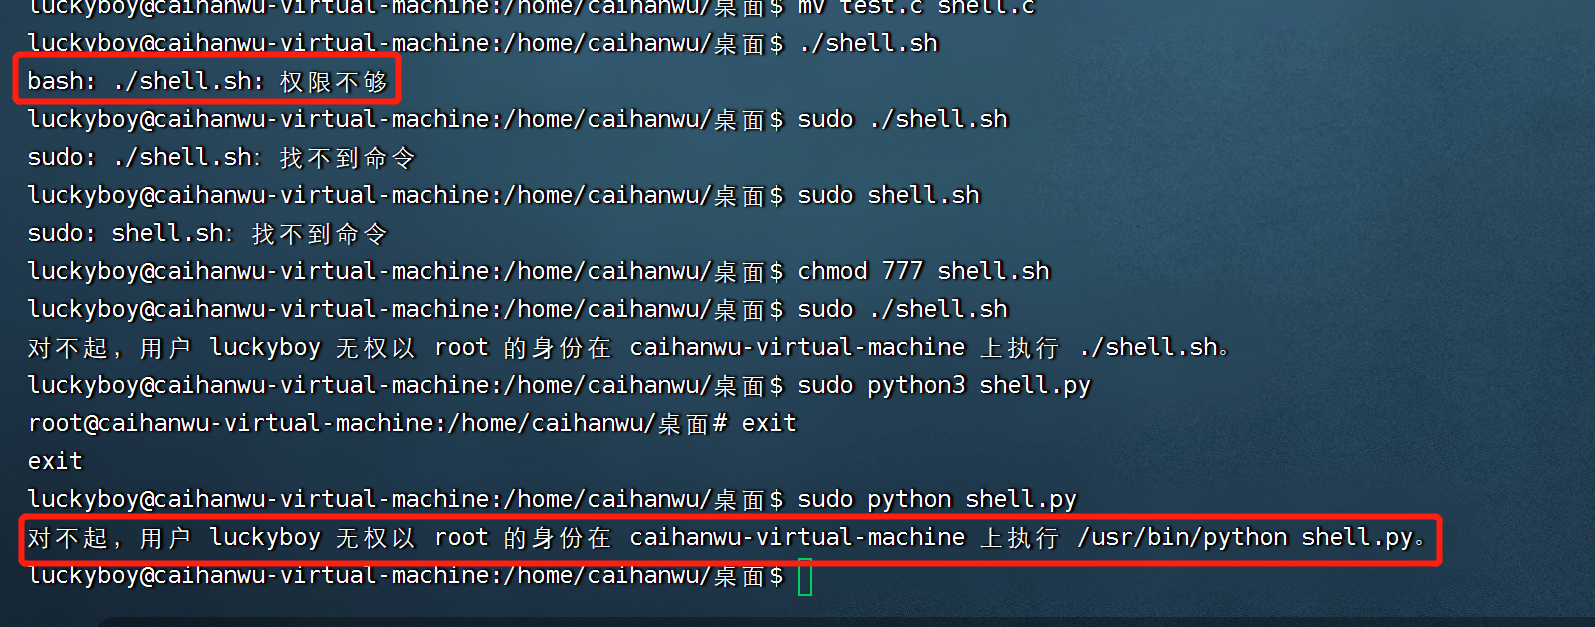 luckyboy@caihanwu-virtual-machine:/home/caihanwu/桌面$ mv test.c shell.c
luckyboy@caihanwu-virtual-machine:/home/caihanwu/桌面$ ./shell.sh
bash: ./shell.sh: 权限不够
luckyboy@caihanwu-virtual-machine:/home/caihanwu/桌面$ sudo ./shell.sh
sudo: ./shell.sh: 找不到命令
luckyboy@caihanwu-virtual-machine:/home/caihanwu/桌面$ sudo shell.sh
sudo: shell.sh: 找不到命令
luckyboy@caihanwu-virtual-machine:/home/caihanwu/桌面$ chmod 777 shell.sh
luckyboy@caihanwu-virtual-machine:/home/caihanwu/桌面$ sudo ./shell.sh
对不起，用户 luckyboy 无权以 root 的身份在 caihanwu-virtual-machine 上执行 ./shell.sh。
luckyboy@caihanwu-virtual-machine:/home/caihanwu/桌面$ sudo python3 shell.py
root@caihanwu-virtual-machine:/home/caihanwu/桌面# exit
exit
luckyboy@caihanwu-virtual-machine:/home/caihanwu/桌面$ sudo python shell.py
对不起，用户 luckyboy 无权以 root 的身份在 caihanwu-virtual-machine 上执行 /usr/bin/python shell.py。
luckyboy@caihanwu-virtual-machine:/home/caihanwu/桌面$